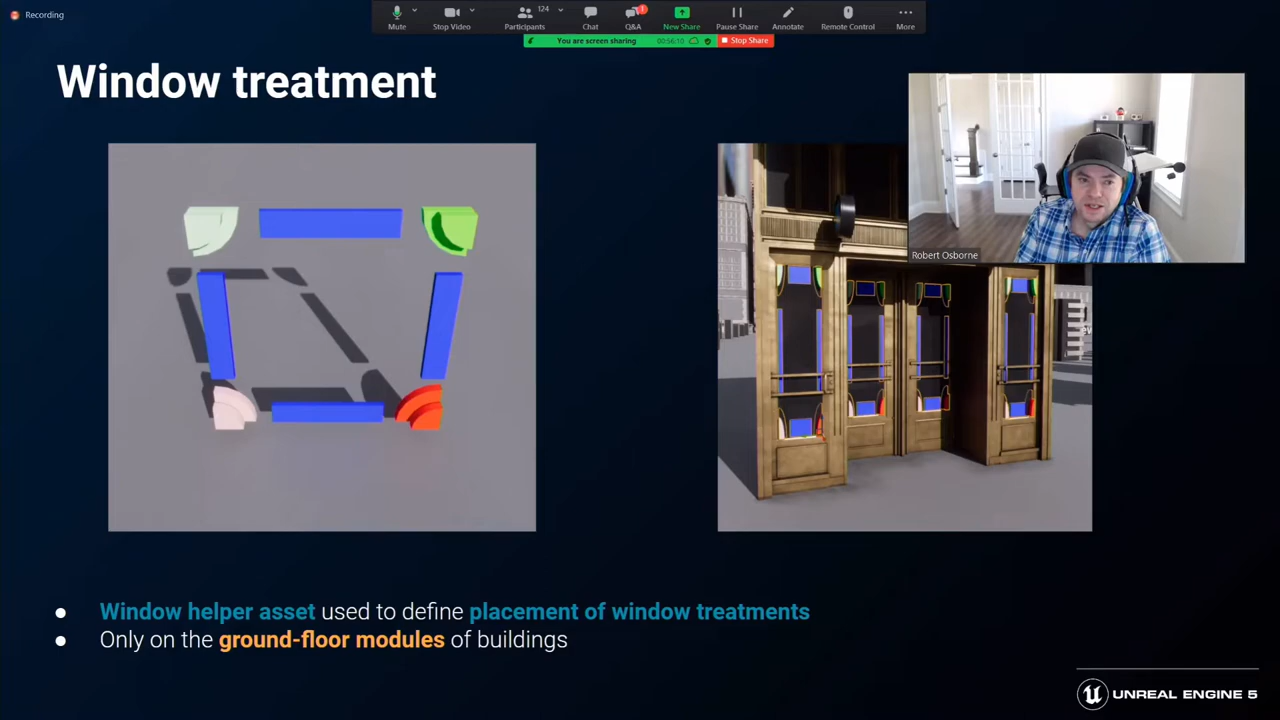 Recording
Mute
Stop Video
124
Participants
Chat
1
Q&A
New Share
Pause Share
Annotate
Remote Control
More
You are screen sharing
00:56:10
Stop Share
Window treatment
Robert Osborne
● Window helper asset used to define placement of window treatments
● Only on the ground-floor modules of buildings
UNREAL ENGINE 5